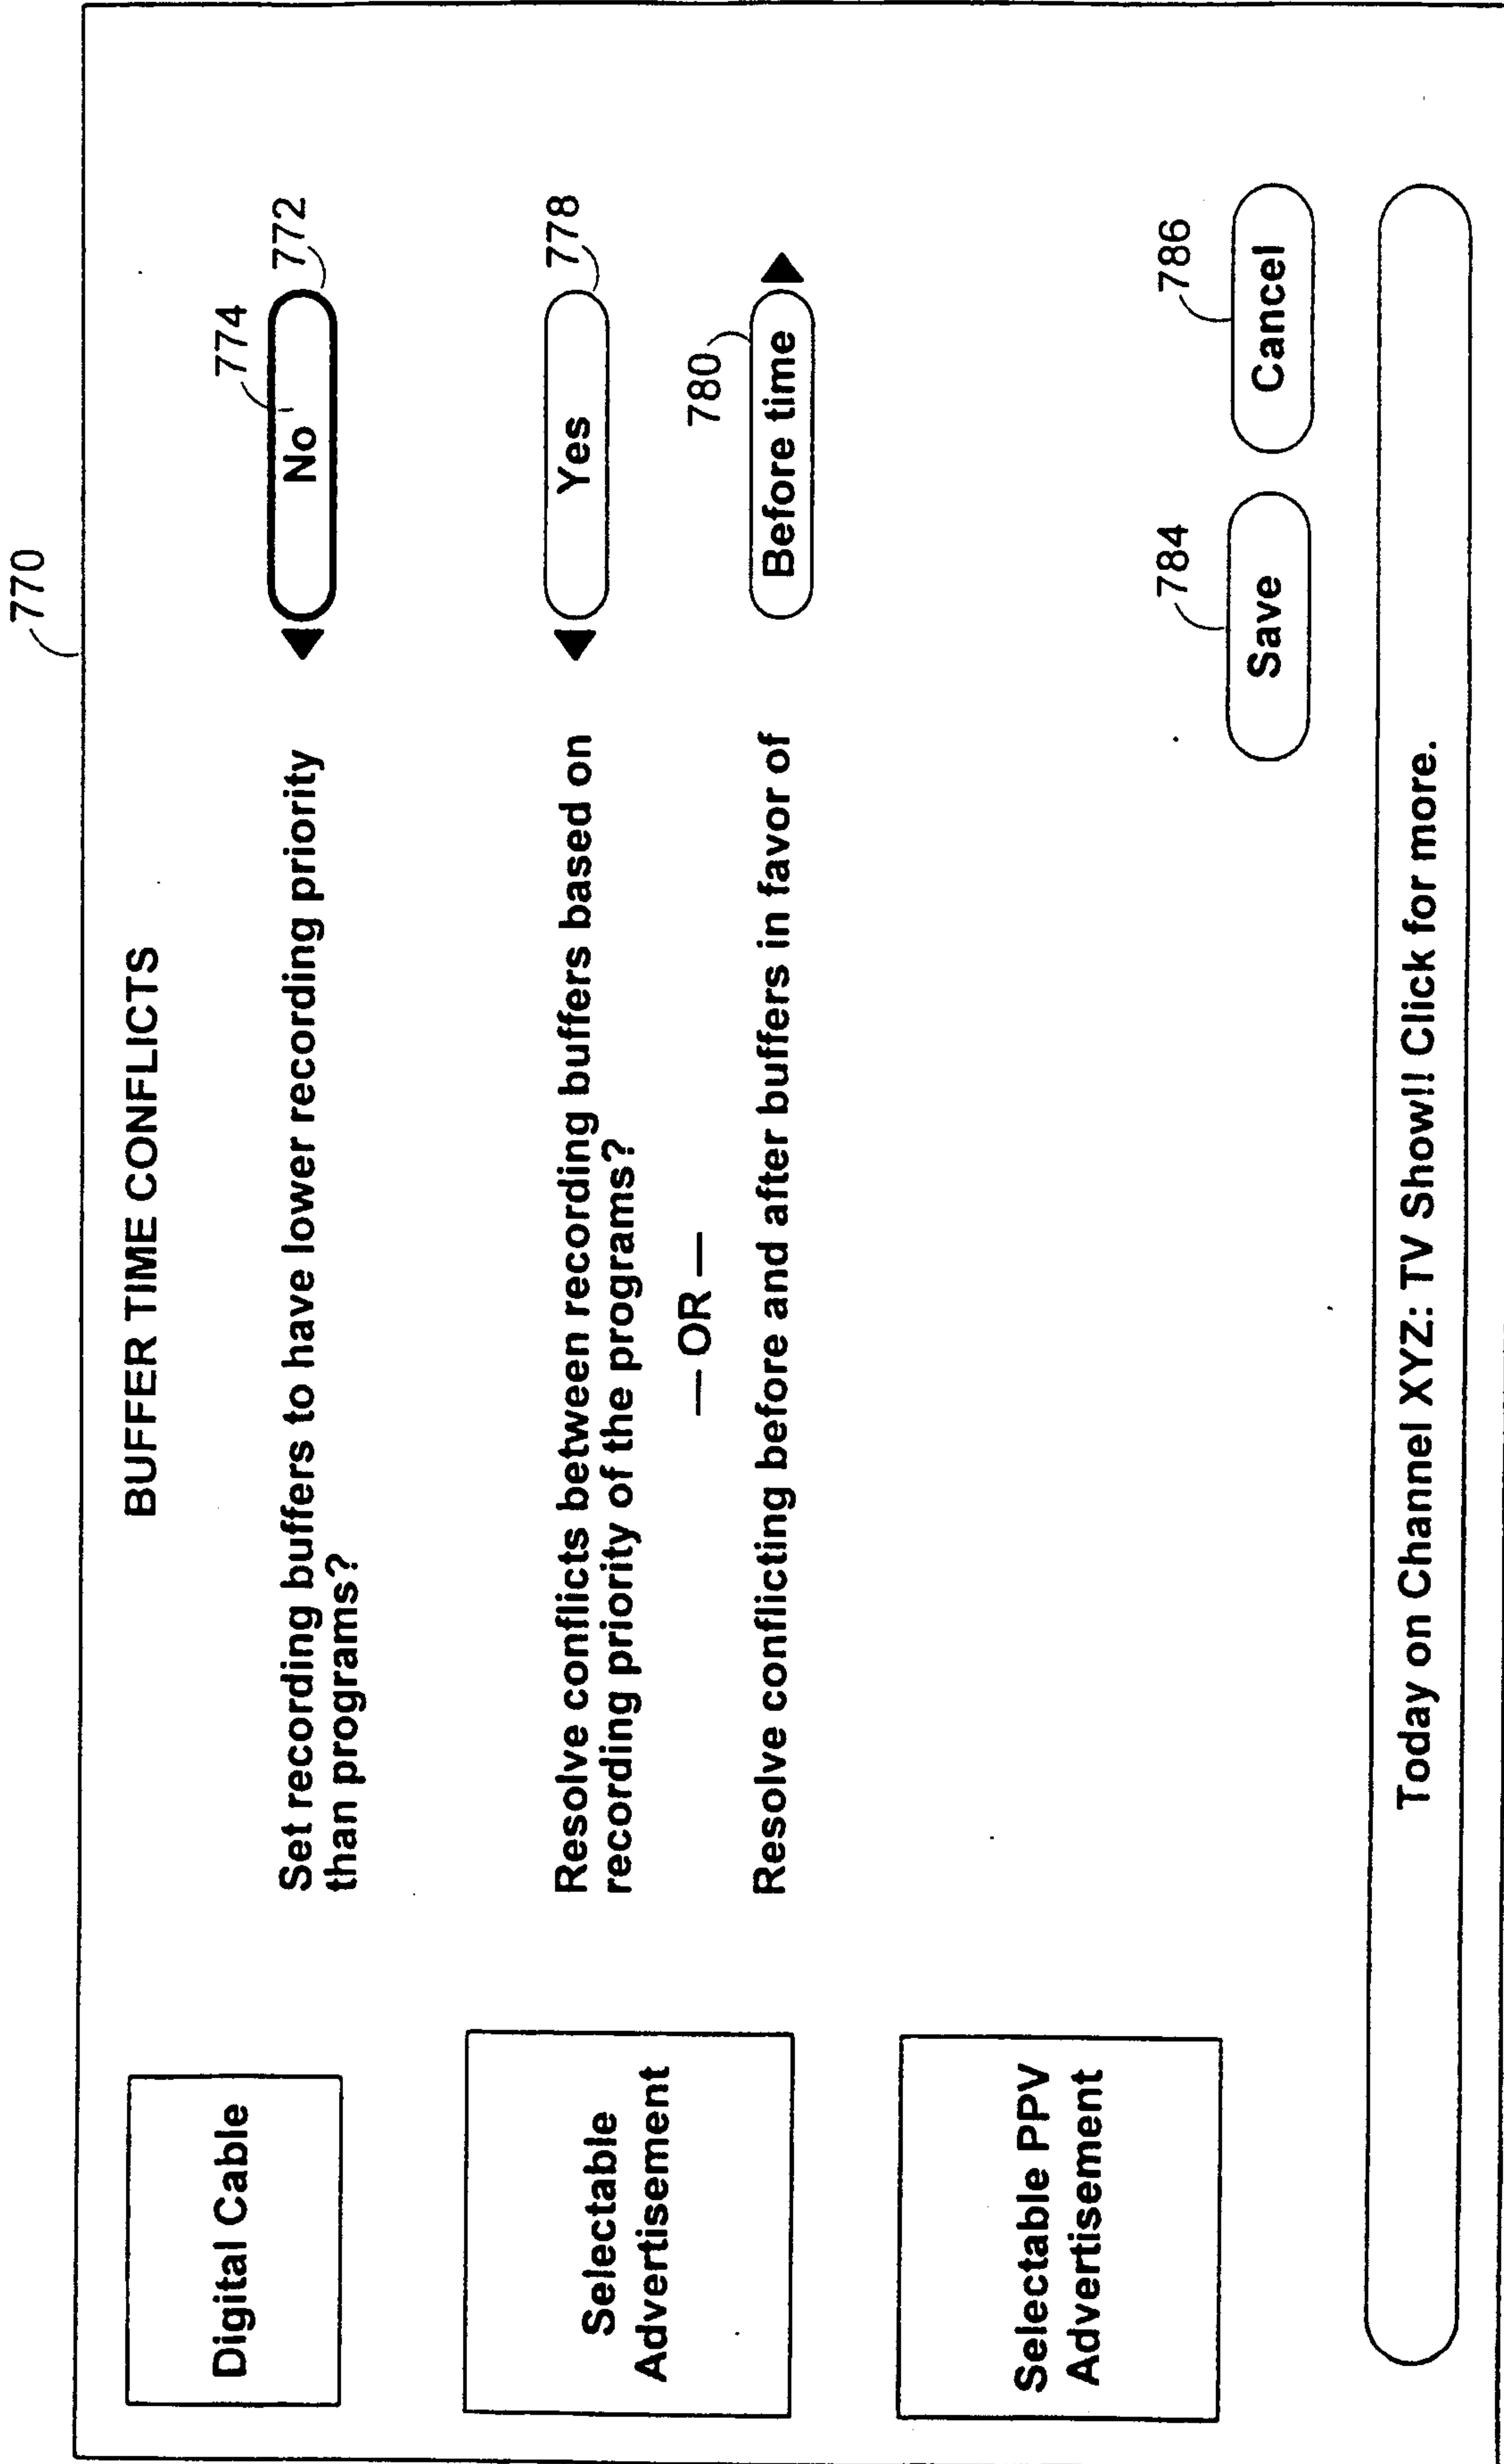 770
BUFFER TIME CONFLICTS
Digital Cable
Set recording buffers to have lower recording priority
than programs?
774
No
772
Selectable
Advertisement
Resolve conflicts between recording buffers based on
recording priority of the programs?
Yes
778
— OR —
780
Resolve conflicting before and after buffers in favor of
Before time
Selectable PPV
Advertisement
784
Save
786
Cancel
Today on Channel XYZ: TV Show!! Click for more.